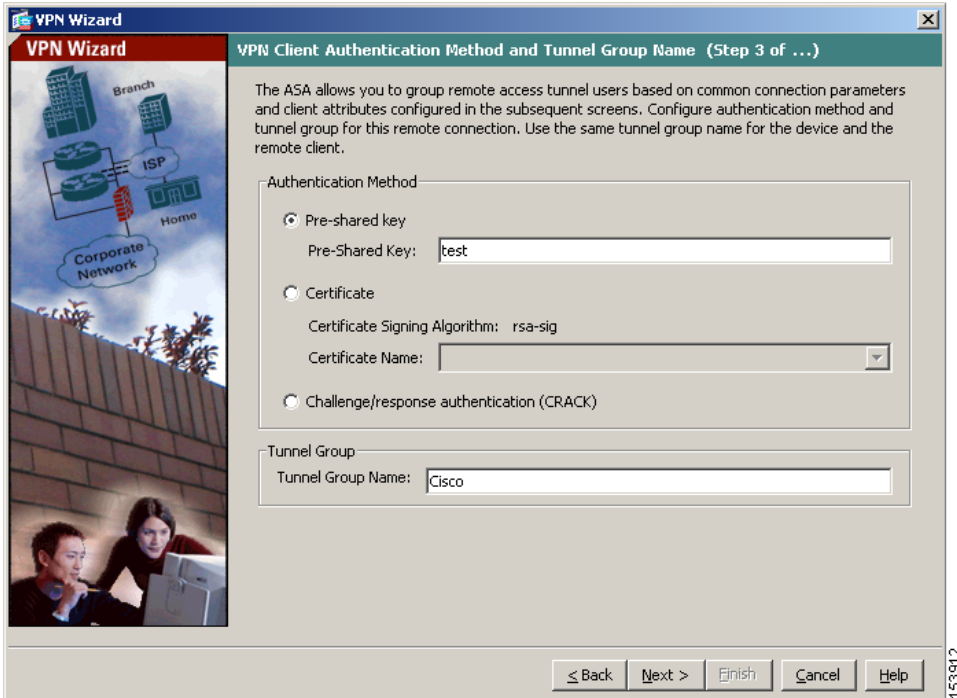 VPN Wizard
VPN Wizard
Branch
ISP
Home
Corporate
Network
VPN Client Authentication Method and Tunnel Group Name (Step 3 of ...)
The ASA allows you to group remote access tunnel users based on common connection parameters
and client attributes configured in the subsequent screens. Configure authentication method and
tunnel group for this remote connection. Use the same tunnel group name for the device and the
remote client.
Authentication Method
Pre-shared key
Pre-Shared Key: test
Certificate
Certificate Signing Algorithm: rsa-sig
Certificate Name:
Challenge/response authentication (CRACK)
Tunnel Group
Tunnel Group Name: Cisco
< Back
Next >
Finish
Cancel
Help
153912